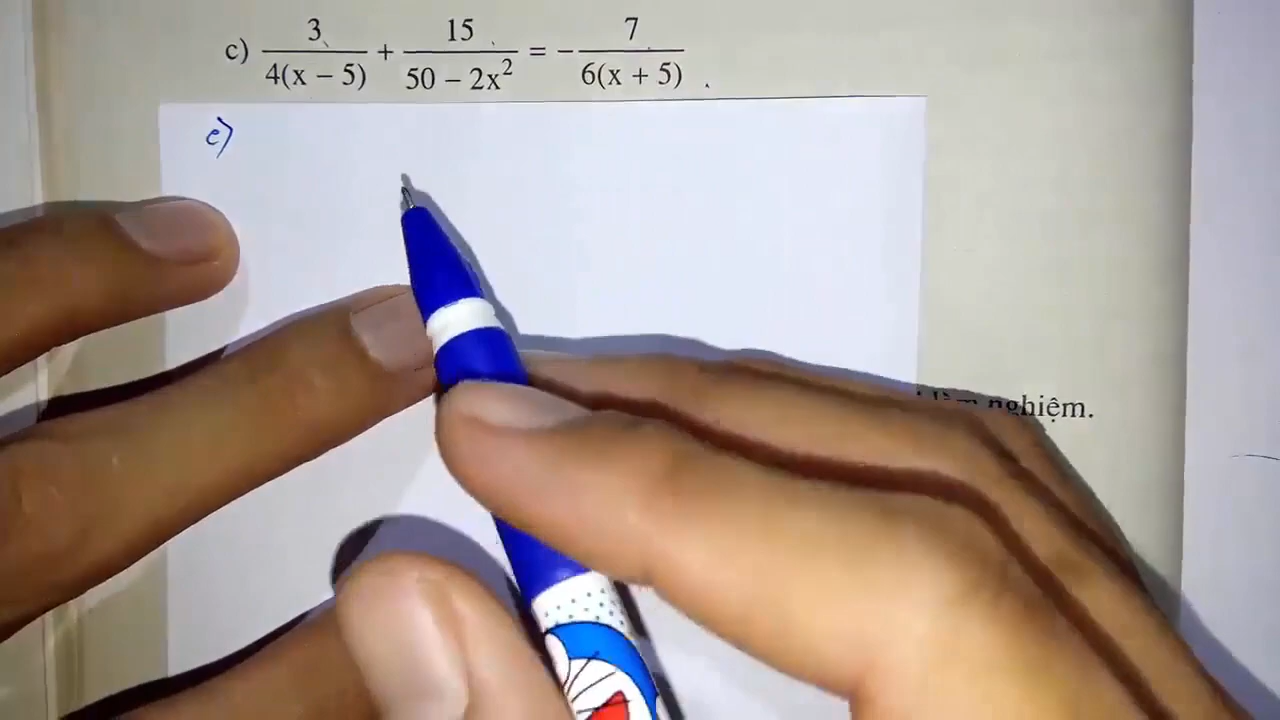 c) 3/(4(x − 5)) + 15/(50 − 2x²) = −7/(6(x + 5)) .
c)
nghiệm.